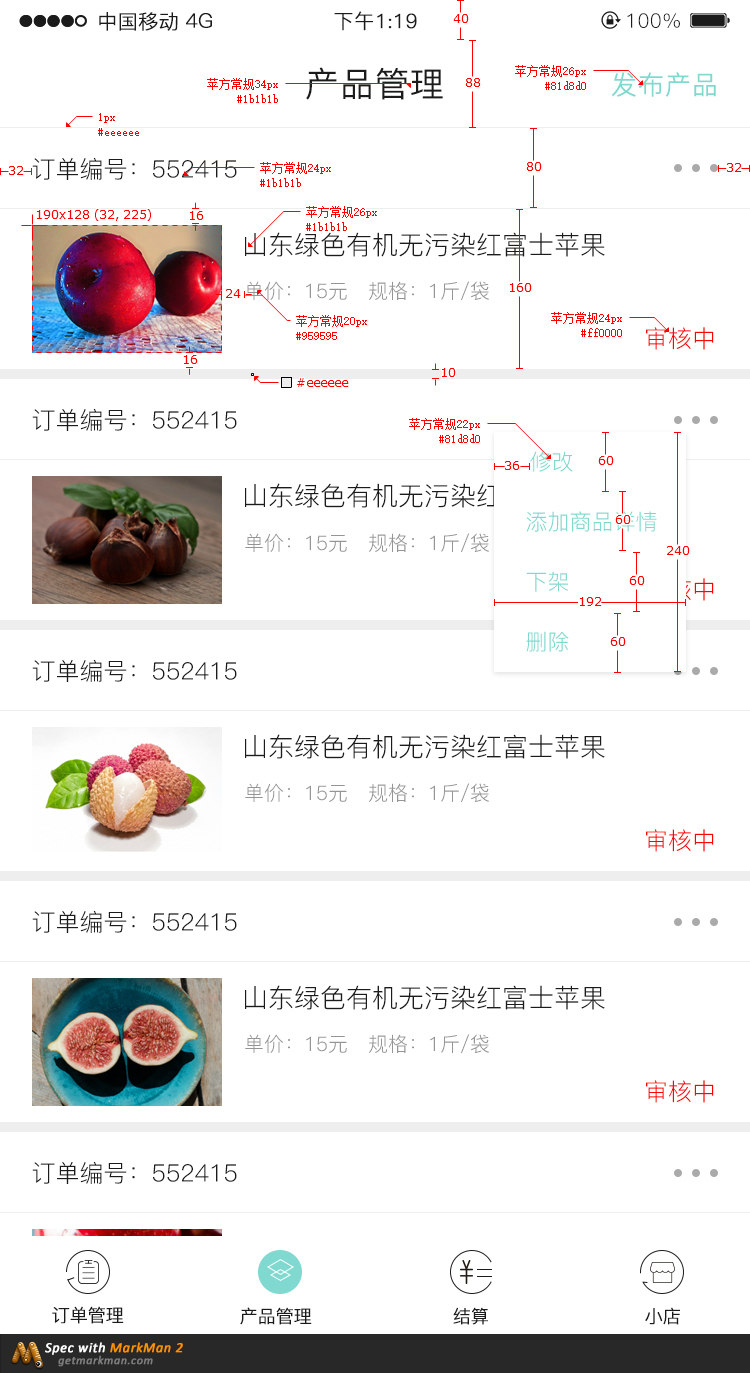 中国移动 4G 下午1:19 100%
40
苹方常规34px
#1b1b1b
产品管理
88
苹方常规26px
#81d8d0
发布产品
1px
#eeeeee
32
订单编号：552415
苹方常规24px
#1b1b1b
80
32
190x128 (32, 225)
16
苹方常规26px
#1b1b1b
山东绿色有机无污染红富士苹果
24
单价：15元 规格：1斤/袋
160
苹方常规20px
#959595
苹方常规24px
#ff0000
审核中
16
#eeeeee
10
订单编号：552415
苹方常规22px
#81d8d0
山东绿色有机无污染红
单价：15元 规格：1斤/袋
36
修改
60
添加商品详情
60
240
下架
60
192
删除
60
核中
订单编号：552415
山东绿色有机无污染红富士苹果
单价：15元 规格：1斤/袋
审核中
订单编号：552415
山东绿色有机无污染红富士苹果
单价：15元 规格：1斤/袋
审核中
订单编号：552415
订单管理 产品管理 结算 小店
Spec with MarkMan 2
getmarkman.com